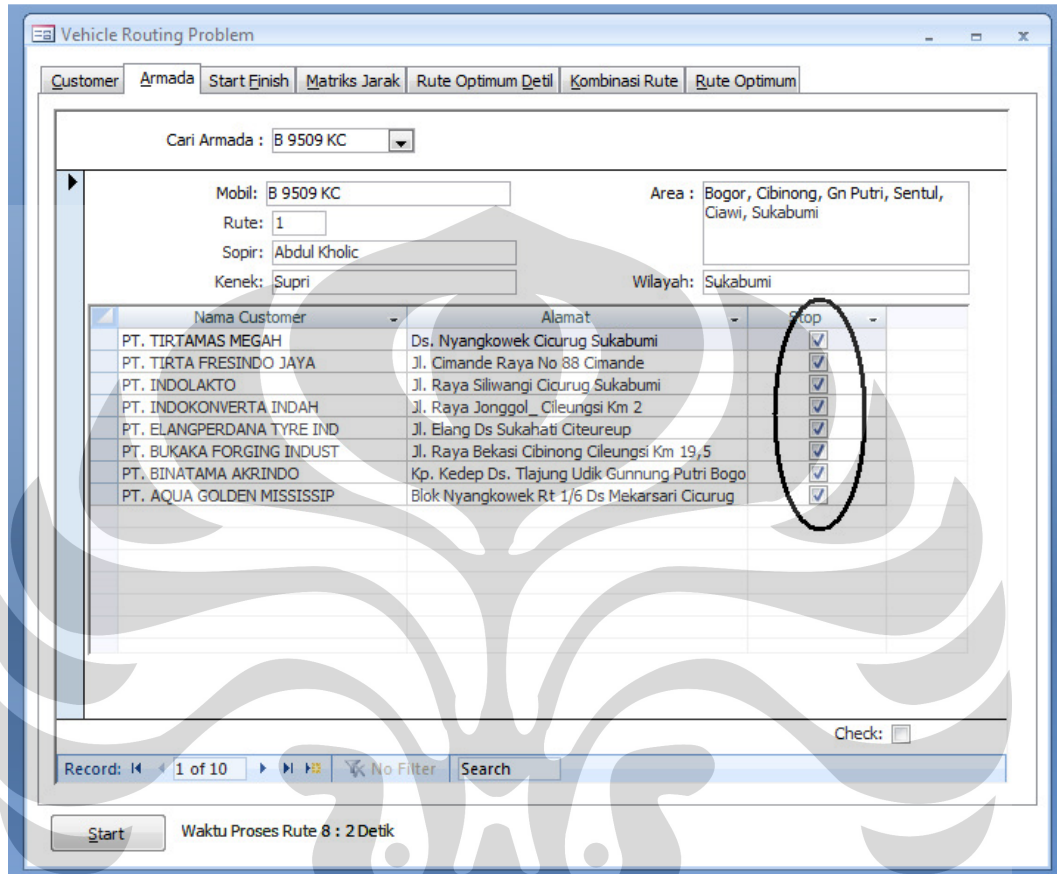 Vehicle Routing Problem
Customer Armada Start Finish Matriks Jarak Rute Optimum Detil Kombinasi Rute Rute Optimum
Cari Armada : B 9509 KC
Mobil: B 9509 KC Area : Bogor, Cibinong, Gn Putri, Sentul,
Rute: 1 Ciawi, Sukabumi
Sopir: Abdul Kholic
Kenek: Supri Wilayah: Sukabumi
Nama Customer Alamat Stop
PT. TIRTAMAS MEGAH Ds. Nyangkowek Cicurug Sukabumi
PT. TIRTA FRESINDO JAYA Jl. Cimande Raya No 88 Cimande
PT. INDOLAKTO Jl. Raya Siliwangi Cicurug Sukabumi
PT. INDOKONVERTA INDAH Jl. Raya Jonggol_ Cileungsi Km 2
PT. ELANGPERDANA TYRE IND Jl. Elang Ds Sukahati Citeureup
PT. BUKAKA FORGING INDUST Jl. Raya Bekasi Cibinong Cileungsi Km 19,5
PT. BINATAMA AKRINDO Kp. Kedep Ds. Tlajung Udik Gunnung Putri Bogo
PT. AQUA GOLDEN MISSISSIP Blok Nyangkowek Rt 1/6 Ds Mekarsari Cicurug
Check:
Record: 1 of 10 No Filter Search
Start Waktu Proses Rute 8 : 2 Detik